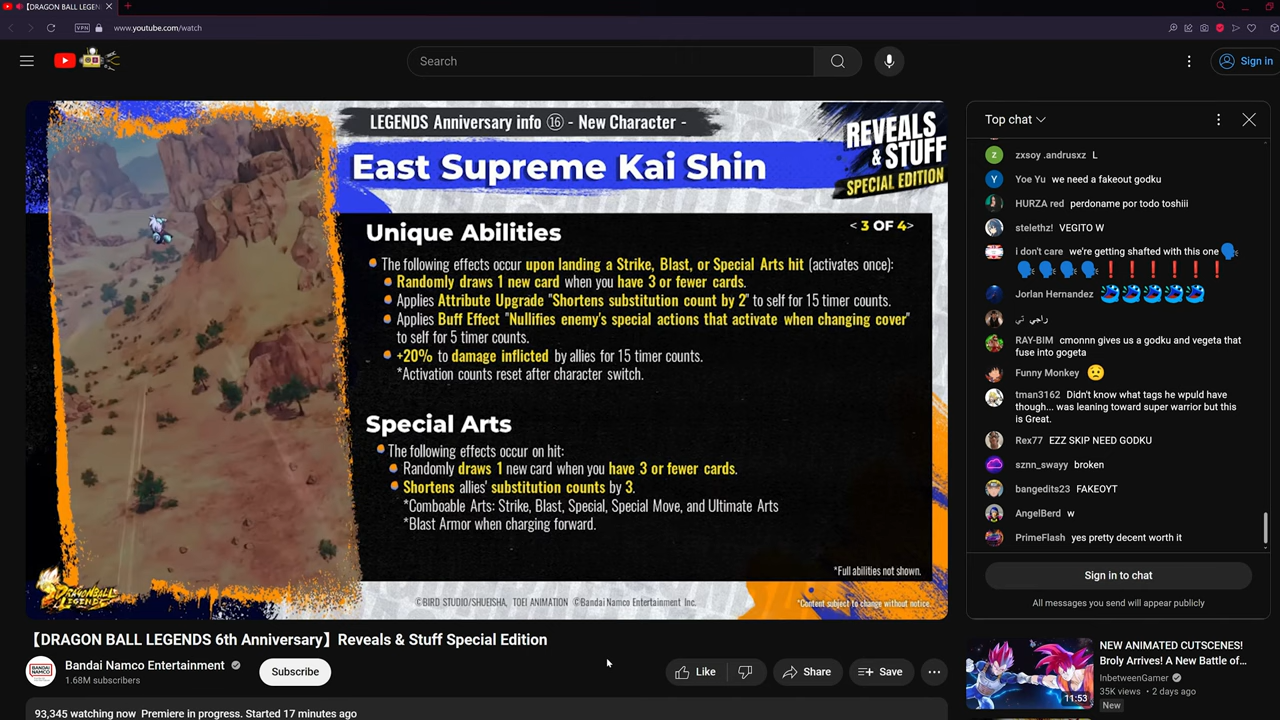 【DRAGON BALL LEGEN
VPN
www.youtube.com/watch
Search
Sign in
LEGENDS Anniversary info ⑯ - New Character -
REVEALS
& STUFF
SPECIAL EDITION
East Supreme Kai Shin
Unique Abilities
< 3 OF 4>
The following effects occur upon landing a Strike, Blast, or Special Arts hit (activates once):
Randomly draws 1 new card when you have 3 or fewer cards.
Applies Attribute Upgrade "Shortens substitution count by 2" to self for 15 timer counts.
Applies Buff Effect "Nullifies enemy's special actions that activate when changing cover"
to self for 5 timer counts.
+20% to damage inflicted by allies for 15 timer counts.
*Activation counts reset after character switch.
Special Arts
The following effects occur on hit:
Randomly draws 1 new card when you have 3 or fewer cards.
Shortens allies' substitution counts by 3.
*Comboable Arts: Strike, Blast, Special, Special Move, and Ultimate Arts
*Blast Armor when charging forward.
*Full abilities not shown.
DRAGONBALL
LEGENDS
©BIRD STUDIO/SHUEISHA, TOEI ANIMATION ©Bandai Namco Entertainment Inc.
*Content subject to change without notice.
【DRAGON BALL LEGENDS 6th Anniversary】Reveals & Stuff Special Edition
BANDAI
NAMCO
Bandai Namco Entertainment
1.68M subscribers
Subscribe
Like
Share
Save
93,345 watching now Premiere in progress. Started 17 minutes ago
Top chat
z
zxsoy .andrusxz L
Y
Yoe Yu we need a fakeout godku
HURZA red perdoname por todo toshiii
stelethz! VEGITO W
i don't care we're getting shafted with this one🗣️
🗣️🗣️🗣️🗣️❗❗❗❗❗❗
Jorlan Hernandez
راجي تي
RAY-BIM cmonnn gives us a godku and vegeta that
fuse into gogeta
Funny Monkey 😟
tman3162 Didn't know what tags he wpuld have
though... was leaning toward super warrior but this
is Great.
Rex77 EZZ SKIP NEED GODKU
sznn_swayy broken
bangedits23 FAKEOYT
AngelBerd w
PrimeFlash yes pretty decent worth it
Sign in to chat
All messages you send will appear publicly
11:53
NEW ANIMATED CUTSCENES!
Broly Arrives! A New Battle of...
InbetweenGamer
35K views • 2 days ago
New